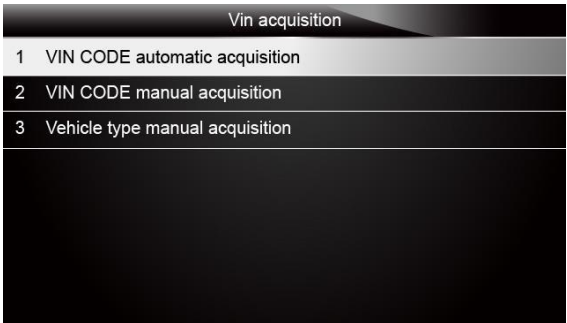 Vin acquisition
1 VIN CODE automatic acquisition
2 VIN CODE manual acquisition
3 Vehicle type manual acquisition